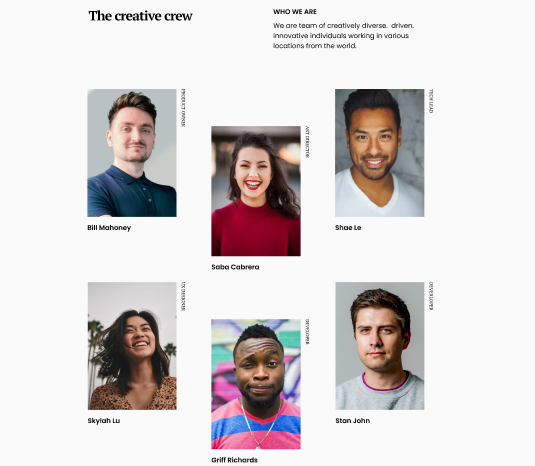 The creative crew
WHO WE ARE
We are team of creatively diverse. driven.
innovative individuals working in various
locations from the world.
PRODUCT OWNER
Bill Mahoney
ART DIRECTOR
Saba Cabrera
TECH LEAD
Shae Le
UX DESIGNER
Skylah Lu
DEVELOPER
Griff Richards
DEVELOPER
Stan John